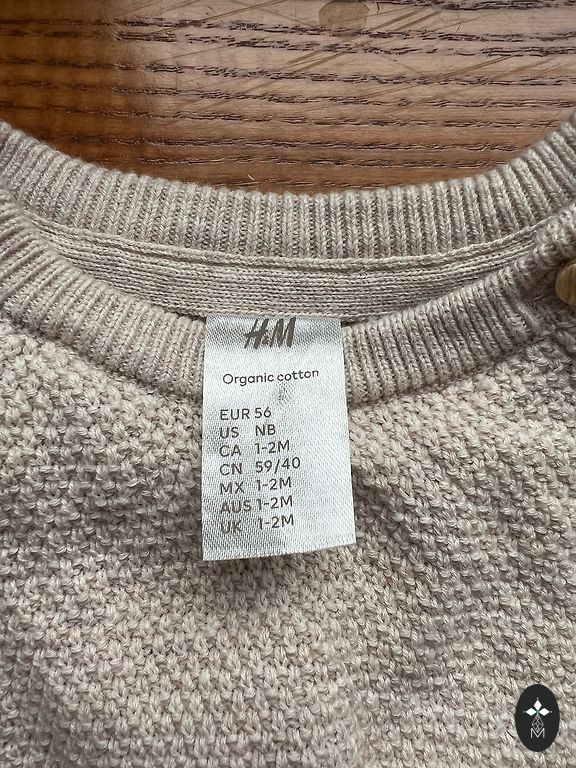 H&M
Organic cotton
EUR 56
US NB
CA 1-2M
CN 59/40
MX 1-2M
AUS 1-2M
UK 1-2M
M